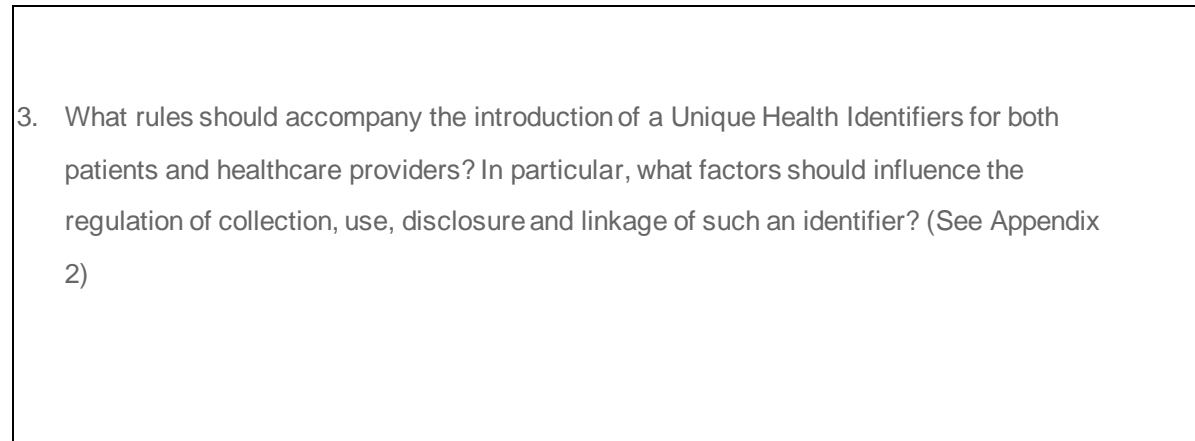 3. What rules should accompany the introduction of a Unique Health Identifiers for both
patients and healthcare providers? In particular, what factors should influence the
regulation of collection, use, disclosure and linkage of such an identifier? (See Appendix
2)